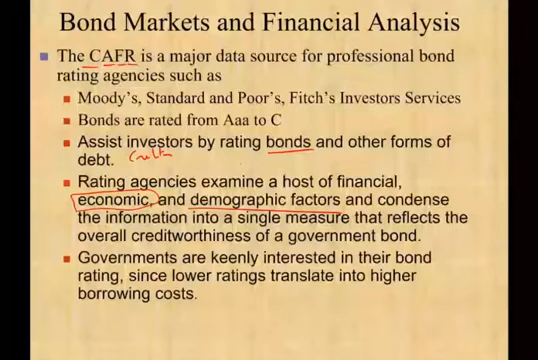 Bond Markets and Financial Analysis
The CAFR is a major data source for professional bond
rating agencies such as
Moody's, Standard and Poor's, Fitch's Investors Services
Bonds are rated from Aaa to C
Assist investors by rating bonds and other forms of
debt.
Rating agencies examine a host of financial,
economic, and demographic factors and condense
the information into a single measure that reflects the
overall creditworthiness of a government bond.
Governments are keenly interested in their bond
rating, since lower ratings translate into higher
borrowing costs.